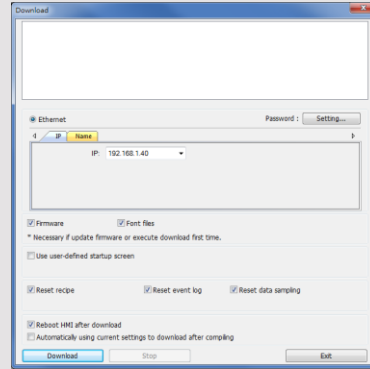 Download
Ethernet
Password : Setting...
IP Name
IP: 192.168.1.40
Firmware Font files
* Necessary if update firmware or execute download first time.
Use user-defined startup screen
Reset recipe Reset event log Reset data sampling
Reboot HMI after download
Automatically using current settings to download after compiling
Download Stop Exit